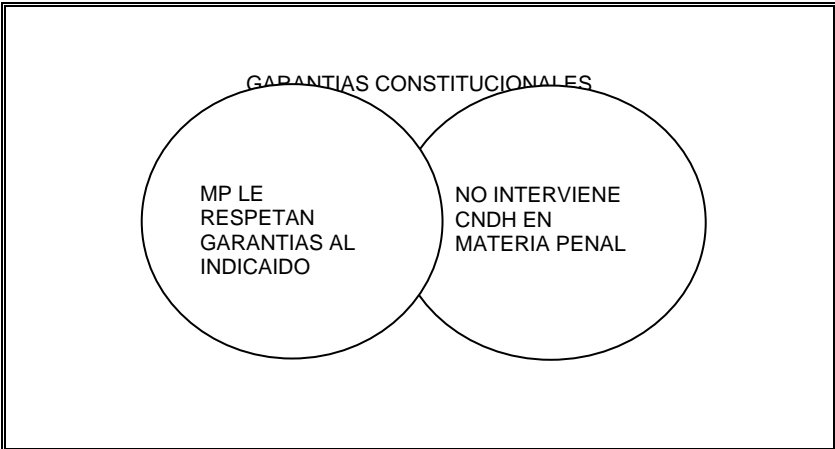 GARANTIAS CONSTITUCIONALES
MP LE
RESPETAN
GARANTIAS AL
INDICAIDO
NO INTERVIENE
CNDH EN
MATERIA PENAL